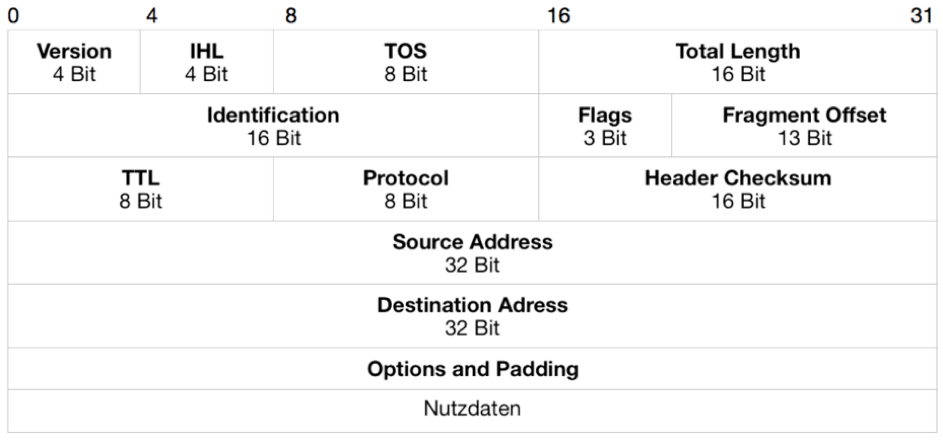 0 4 8 16 31
Version IHL TOS Total Length
4 Bit 4 Bit 8 Bit 16 Bit
Identification Flags Fragment Offset
16 Bit 3 Bit 13 Bit
TTL Protocol Header Checksum
8 Bit 8 Bit 16 Bit
Source Address
32 Bit
Destination Adress
32 Bit
Options and Padding
Nutzdaten